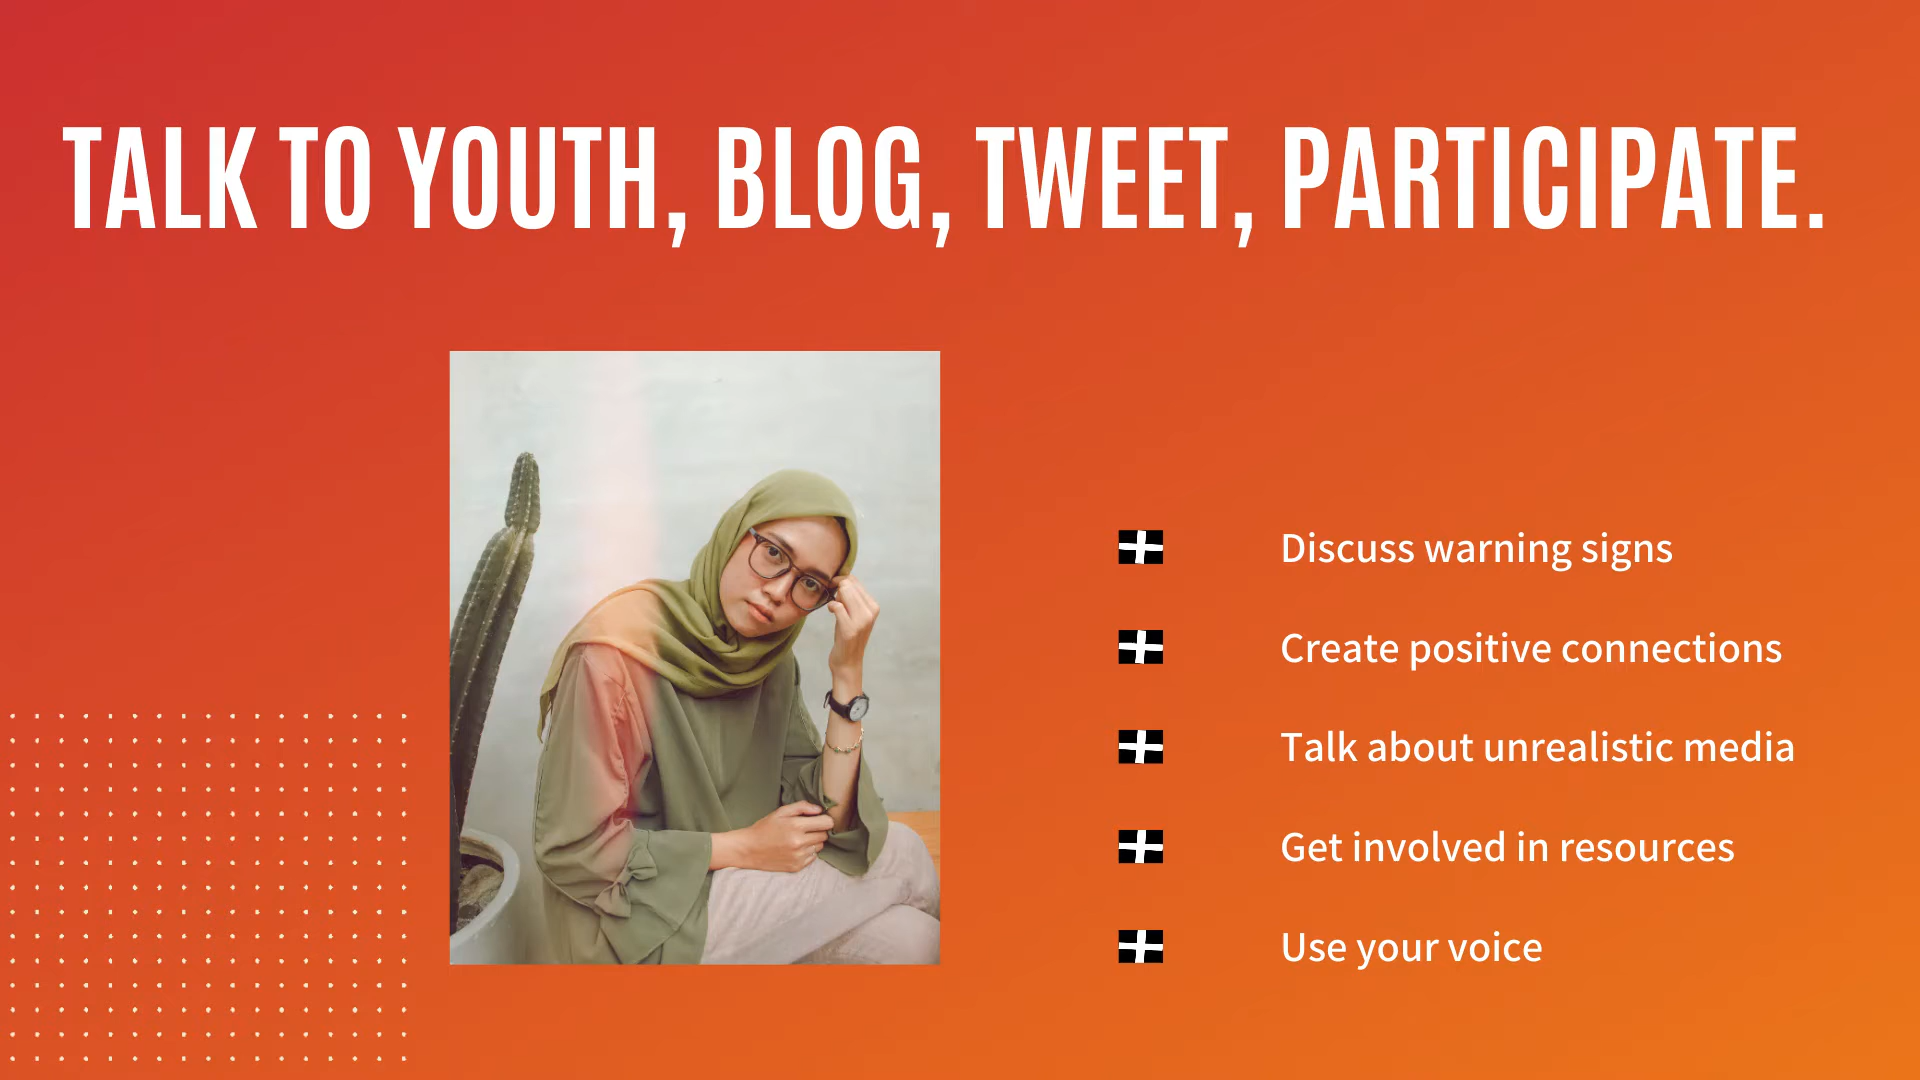 TALK TO YOUTH, BLOG, TWEET, PARTICIPATE.
Discuss warning signs
Create positive connections
Talk about unrealistic media
Get involved in resources
Use your voice